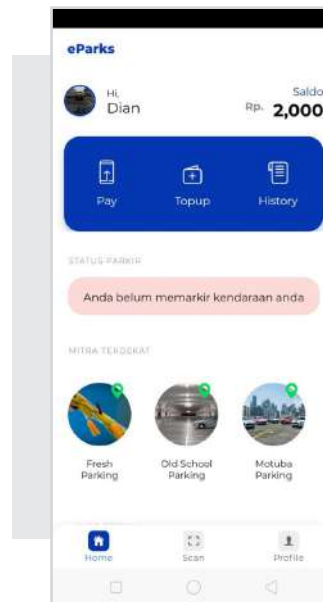 eParks
Hi,
Dian
Saldo
Rp. 2,000
Pay Topup History
STATUS PARKIR
Anda belum memarkir kendaraan anda
MITRA TERDEKAT
Fresh
Parking
Old School
Parking
Motuba
Parking
Home Scan Profile